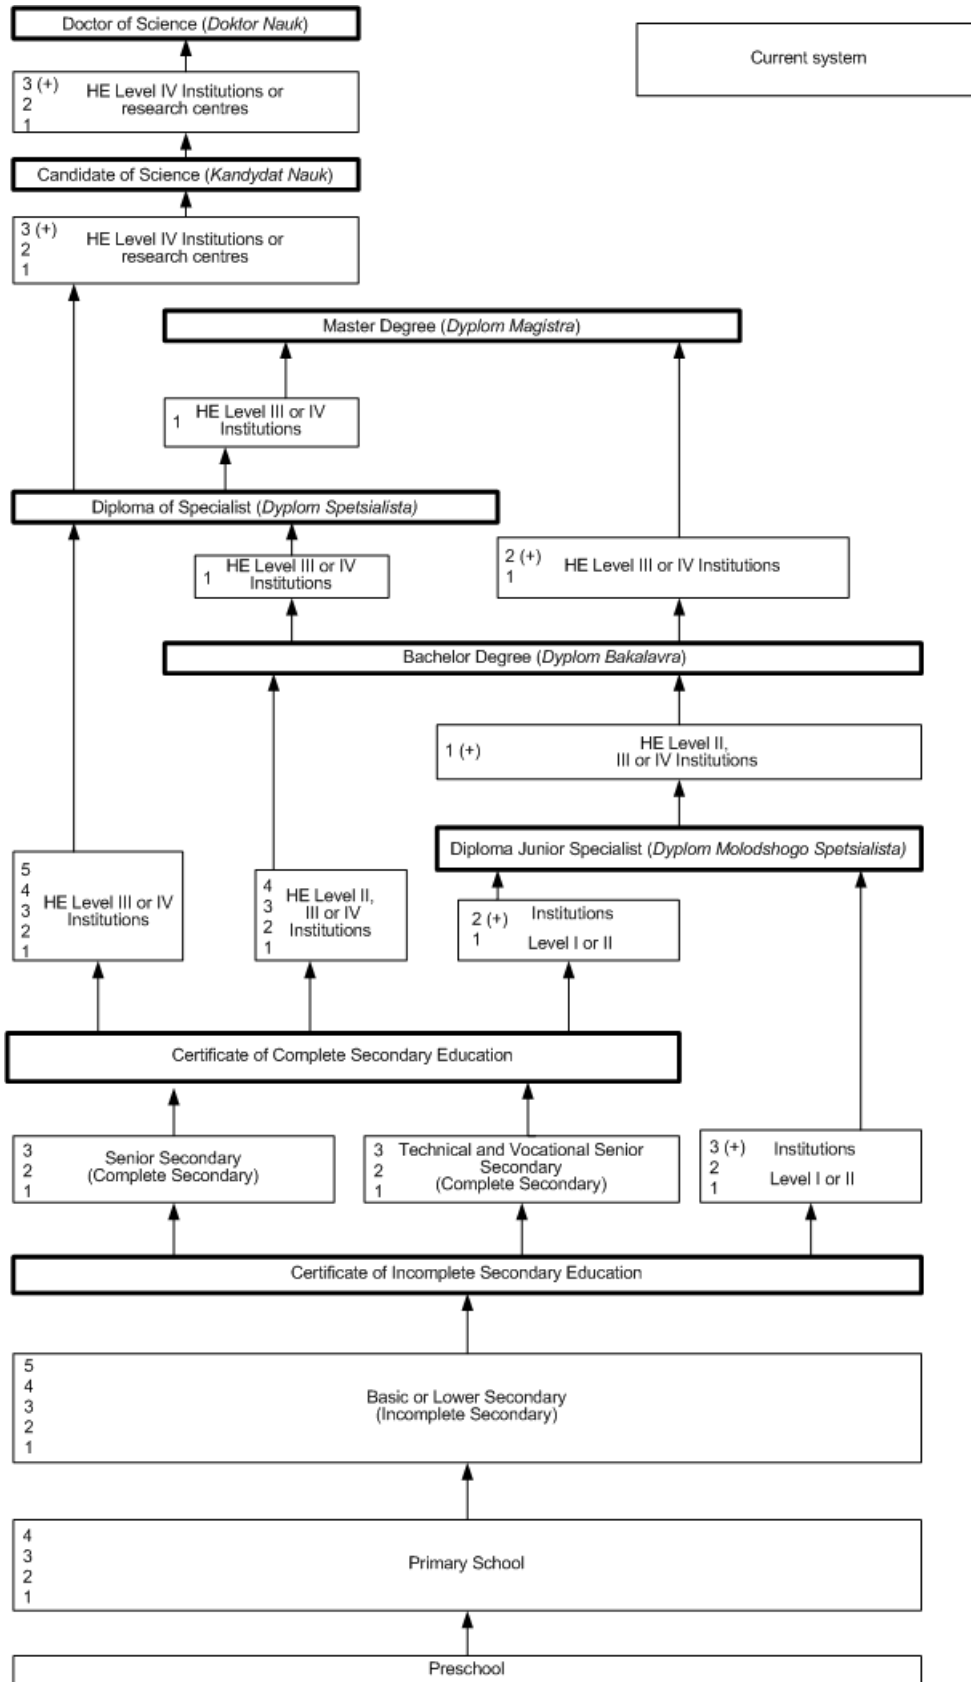 Doctor of Science (Doktor Nauk)
Current system
3 (+)
2
1
HE Level IV Institutions or
research centres
Candidate of Science (Kandydat Nauk)
3 (+)
2
1
HE Level IV Institutions or
research centres
Master Degree (Dyplom Magistra)
1
HE Level III or IV
Institutions
Diploma of Specialist (Dyplom Spetsialista)
1
HE Level III or IV
Institutions
2 (+)
1
HE Level III or IV Institutions
Bachelor Degree (Dyplom Bakalavra)
1 (+)
HE Level II,
III or IV Institutions
Diploma Junior Specialist (Dyplom Molodshogo Spetsialista)
5
4
3
2
1
HE Level III or IV
Institutions
4
3
2
1
HE Level II,
III or IV
Institutions
2 (+)
1
Institutions
Level I or II
Certificate of Complete Secondary Education
3
2
1
Senior Secondary
(Complete Secondary)
3
2
1
Technical and Vocational Senior
Secondary
(Complete Secondary)
3 (+)
2
1
Institutions
Level I or II
Certificate of Incomplete Secondary Education
5
4
3
2
1
Basic or Lower Secondary
(Incomplete Secondary)
4
3
2
1
Primary School
Preschool